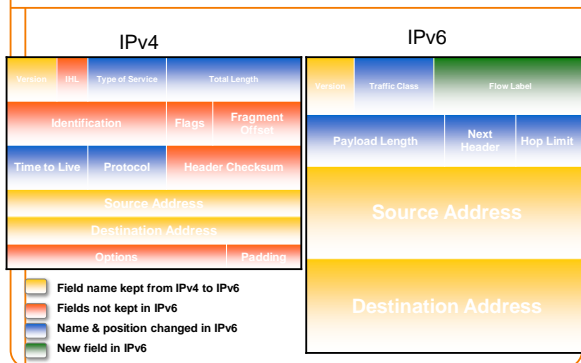 IPv4
Version IHL Type of Service Total Length
Identification Flags Fragment
Offset
Time to Live Protocol Header Checksum
Source Address
Destination Address
Options Padding
Field name kept from IPv4 to IPv6
Fields not kept in IPv6
Name & position changed in IPv6
New field in IPv6
IPv6
Version Traffic Class Flow Label
Payload Length Next
Header Hop Limit
Source Address
Destination Address